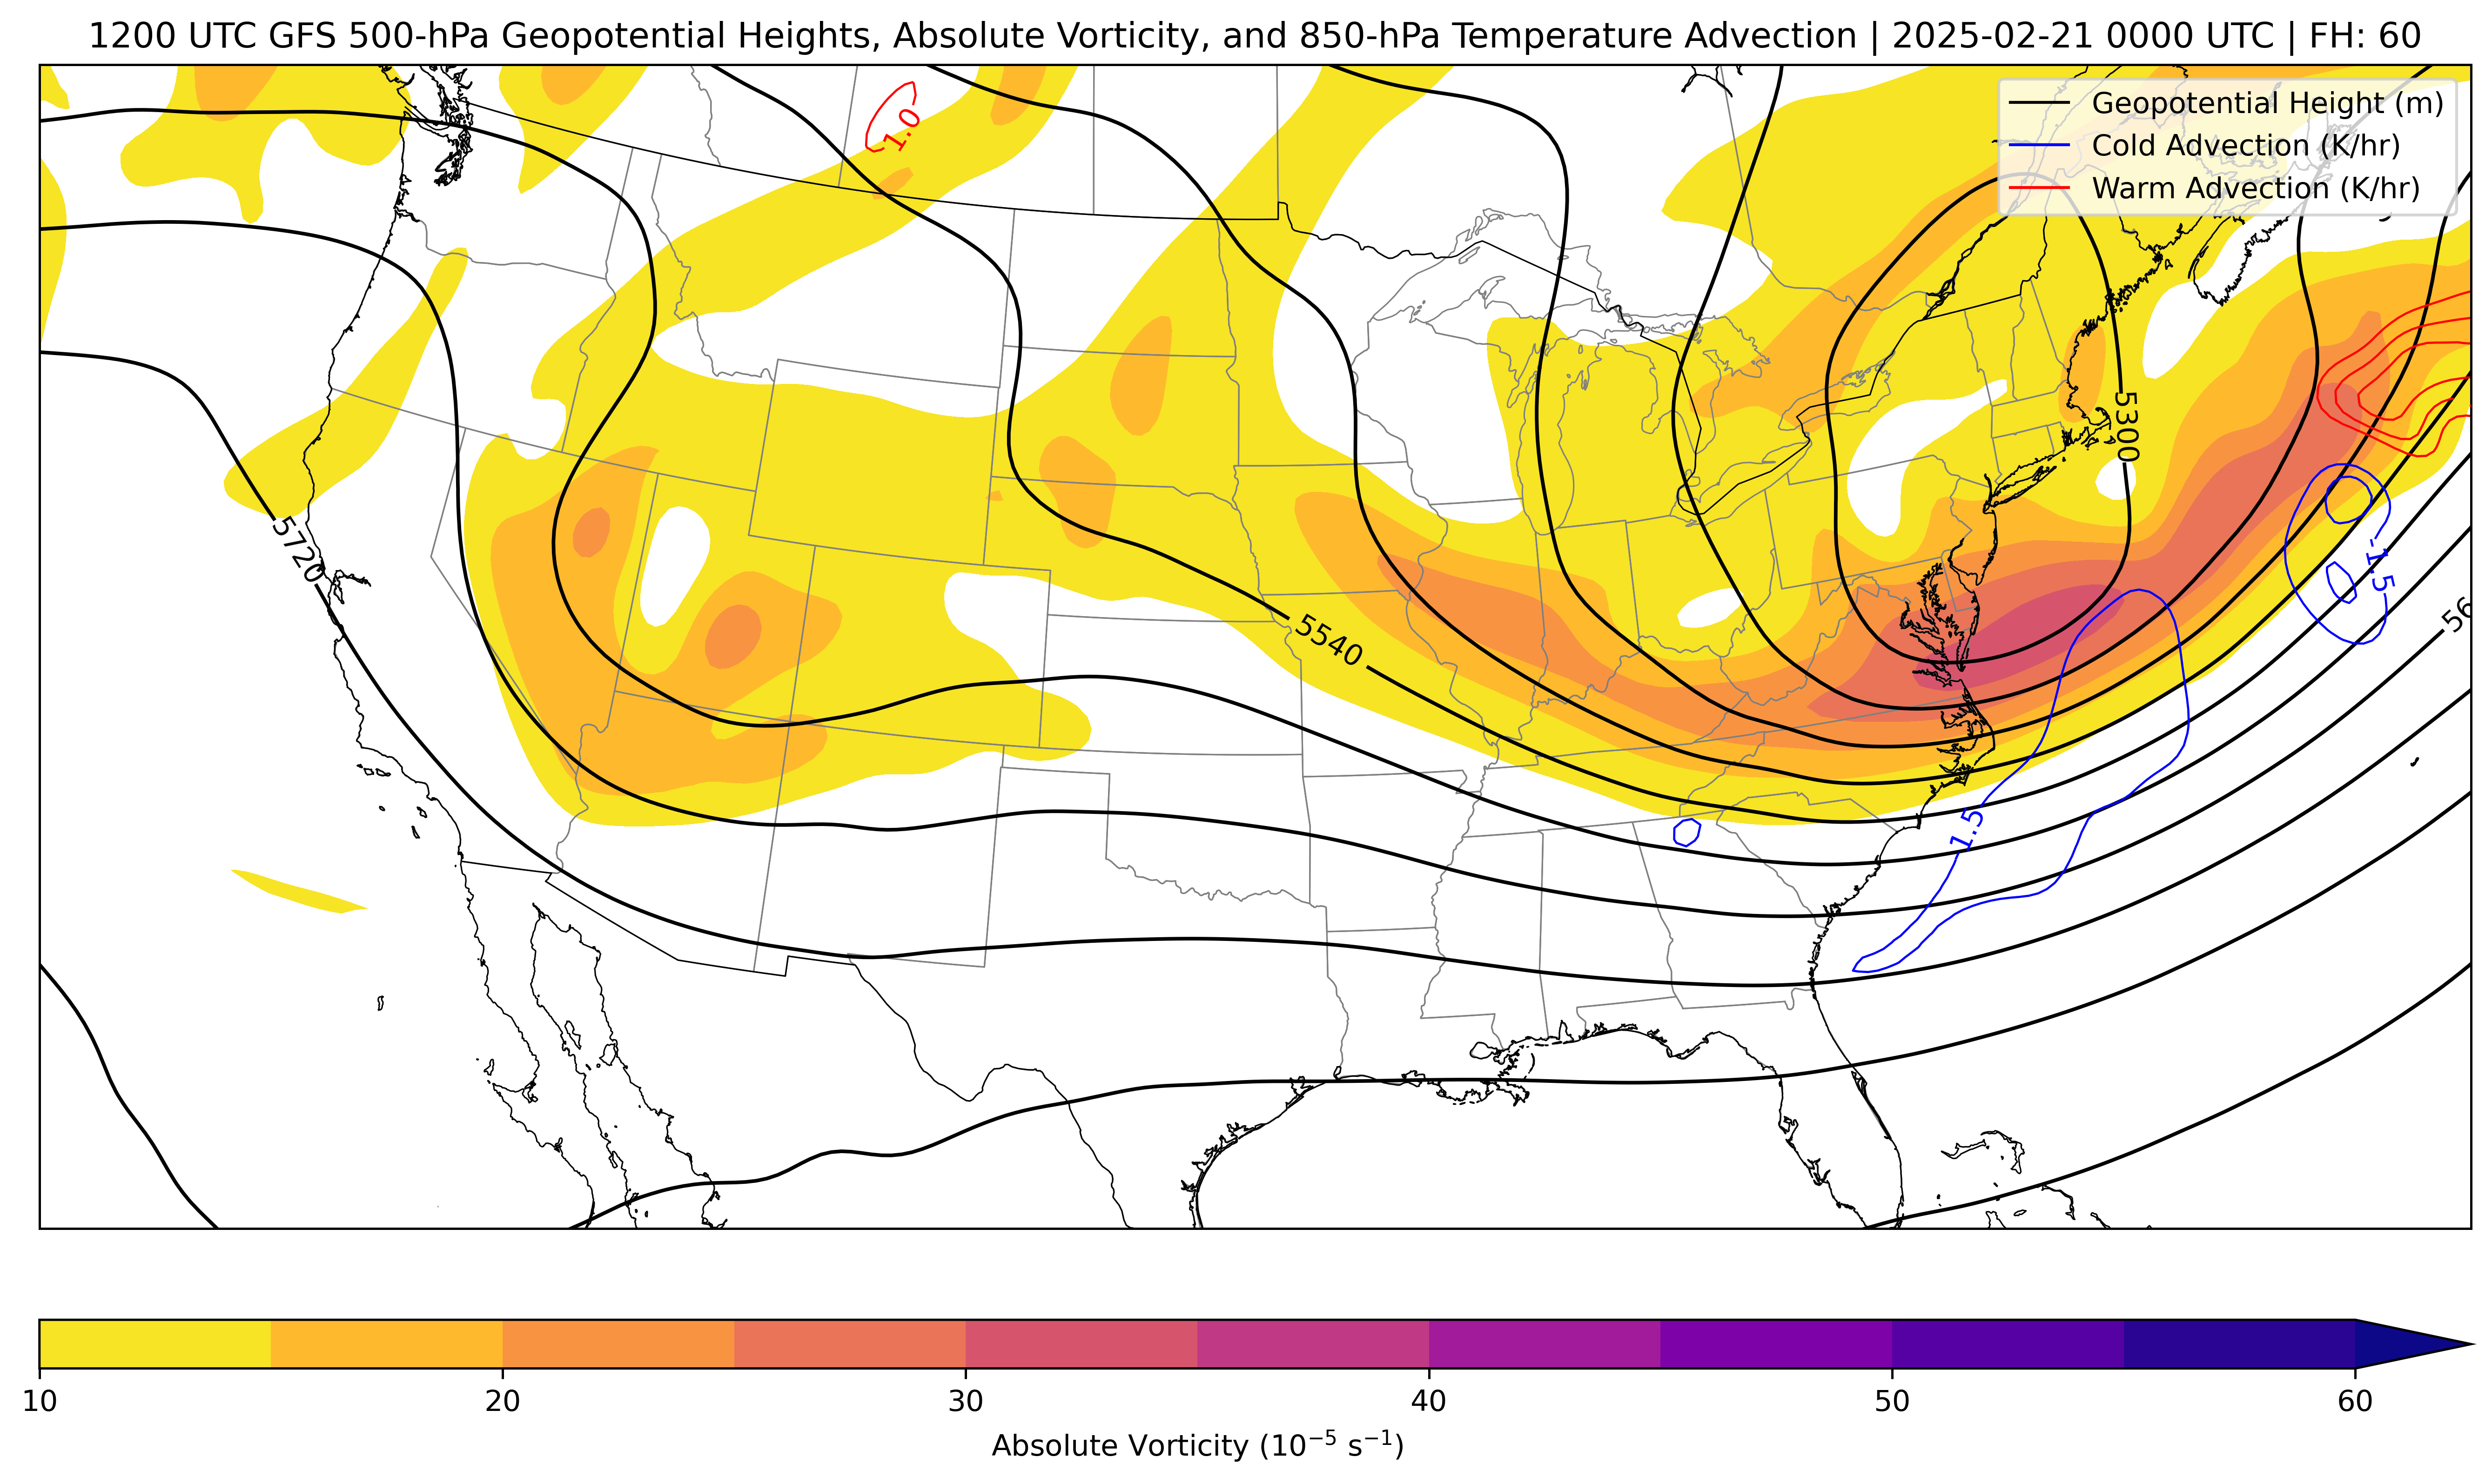 1200 UTC GFS 500-hPa Geopotential Heights, Absolute Vorticity, and 850-hPa Temperature Advection | 2025-02-21 0000 UTC | FH: 60
Geopotential Height (m)
Cold Advection (K/hr)
Warm Advection (K/hr)
1.0
5300
5720
-1.5
56
5540
1.5
10 20 30 40 50 60
Absolute Vorticity (10⁻⁵ s⁻¹)